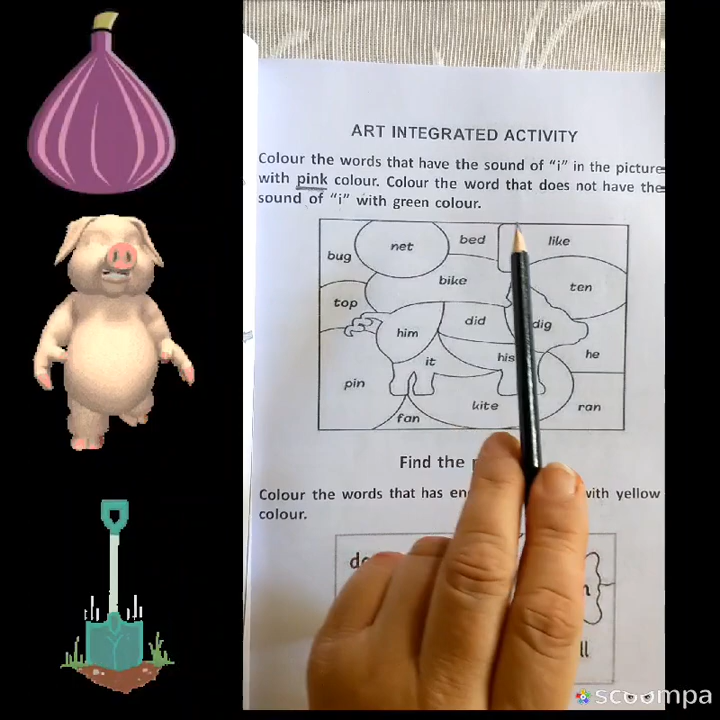 ART INTEGRATED ACTIVITY
Colour the words that have the sound of "i" in the picture
with pink colour. Colour the word that does not have the
sound of "i" with green colour.
bug
net
bed
like
bike
ten
top
him
did
dig
it
his
he
pin
kite
ran
fan
Find the
Colour the words that has
with yellow
colour.
scoompa